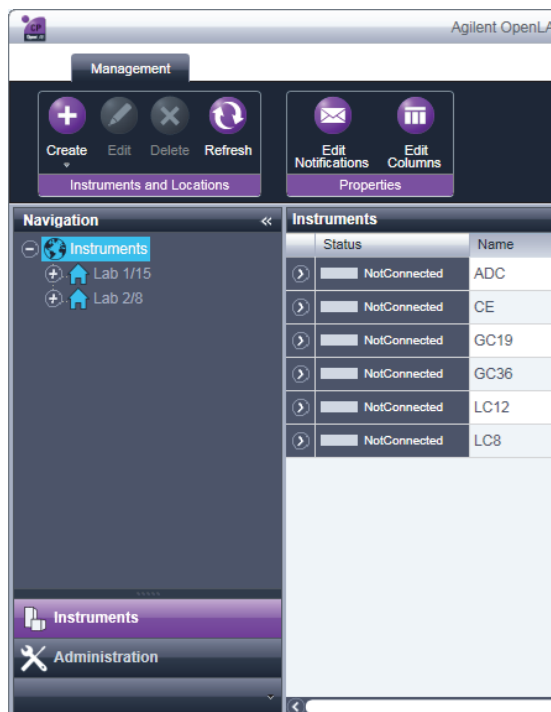 CP
Agilent OpenLA
Management
Create Edit Delete Refresh
Edit Notifications
Edit Columns
Instruments and Locations
Properties
Navigation
Instruments
Lab 1/15
Lab 2/8
Instruments
Status Name
NotConnected ADC
NotConnected CE
NotConnected GC19
NotConnected GC36
NotConnected LC12
NotConnected LC8
Instruments
Administration